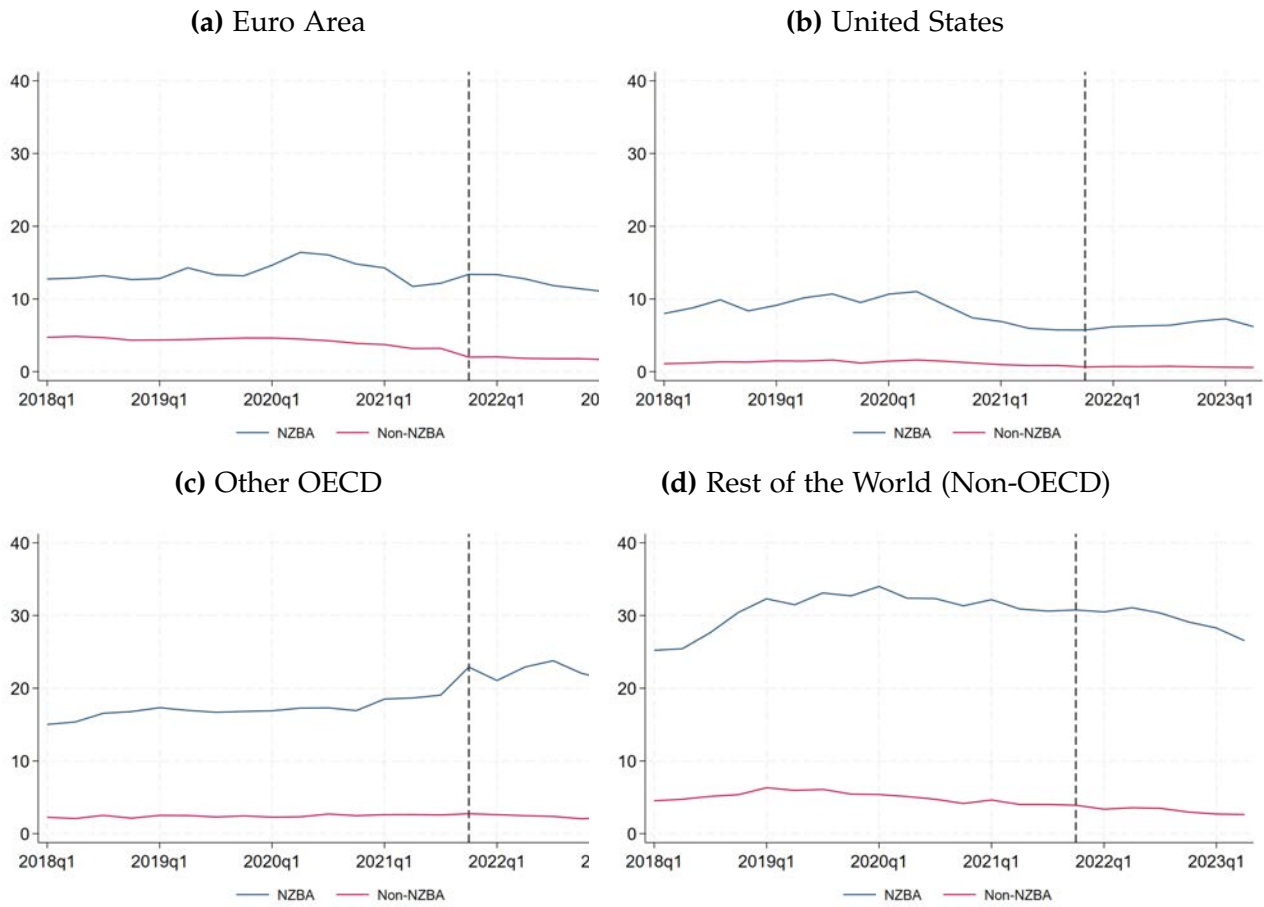 (a) Euro Area
40
30
20
10
0
2018q1 2019q1 2020q1 2021q1 2022q1 20
NZBA Non-NZBA
(b) United States
40
30
20
10
0
2018q1 2019q1 2020q1 2021q1 2022q1 2023q1
NZBA Non-NZBA
(c) Other OECD
40
30
20
10
0
2018q1 2019q1 2020q1 2021q1 2022q1 2
NZBA Non-NZBA
(d) Rest of the World (Non-OECD)
40
30
20
10
0
2018q1 2019q1 2020q1 2021q1 2022q1 2023q1
NZBA Non-NZBA